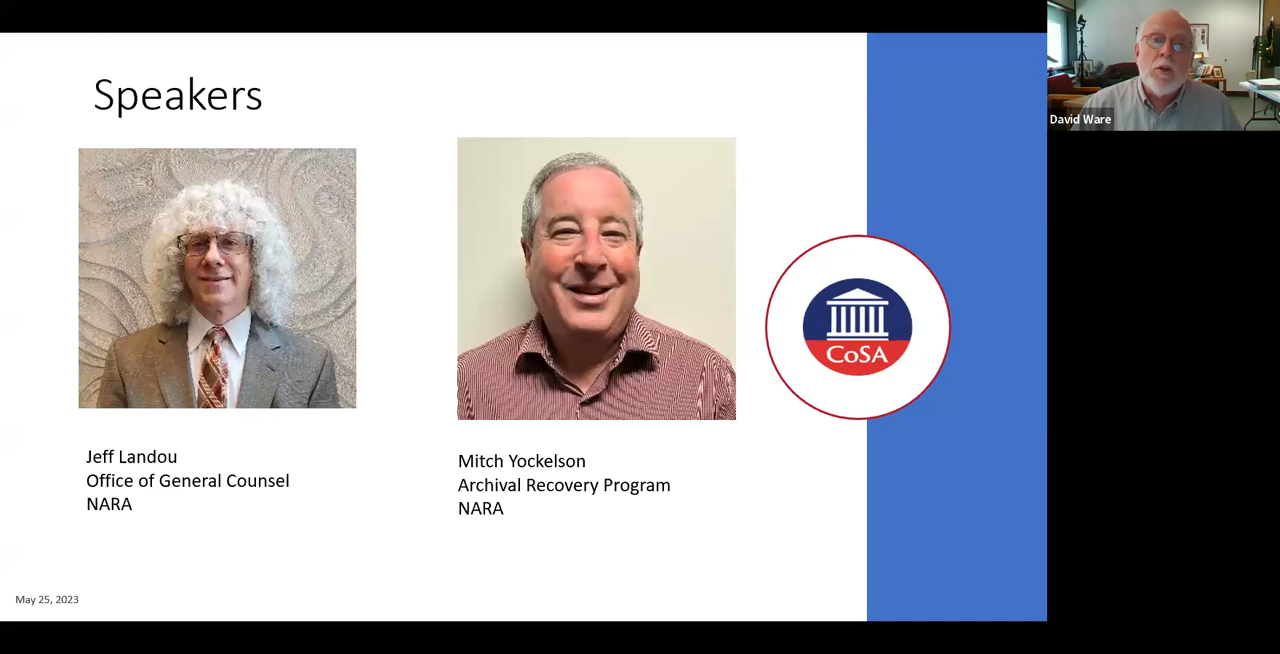 Speakers
Jeff Landou
Office of General Counsel
NARA
Mitch Yockelson
Archival Recovery Program
NARA
CoSA
May 25, 2023
David Ware